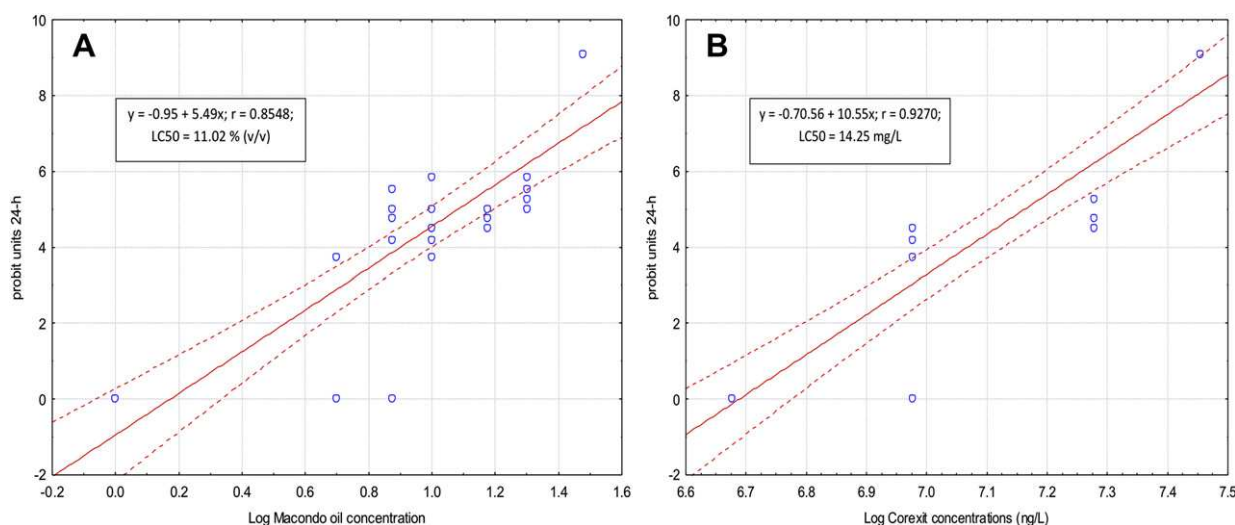 A
B
y = -0.95 + 5.49x; r = 0.8548;
LC50 = 11.02 % (v/v)
y = -0.70.56 + 10.55x; r = 0.9270;
LC50 = 14.25 mg/L
probit units 24-h
10
8
6
4
2
0
-2
-0.2 0.0 0.2 0.4 0.6 0.8 1.0 1.2 1.4 1.6
Log Macondo oil concentration
probit units 24-h
10
8
6
4
2
0
-2
6.6 6.7 6.8 6.9 7.0 7.1 7.2 7.3 7.4 7.5
Log Corexit concentrations (ng/L)